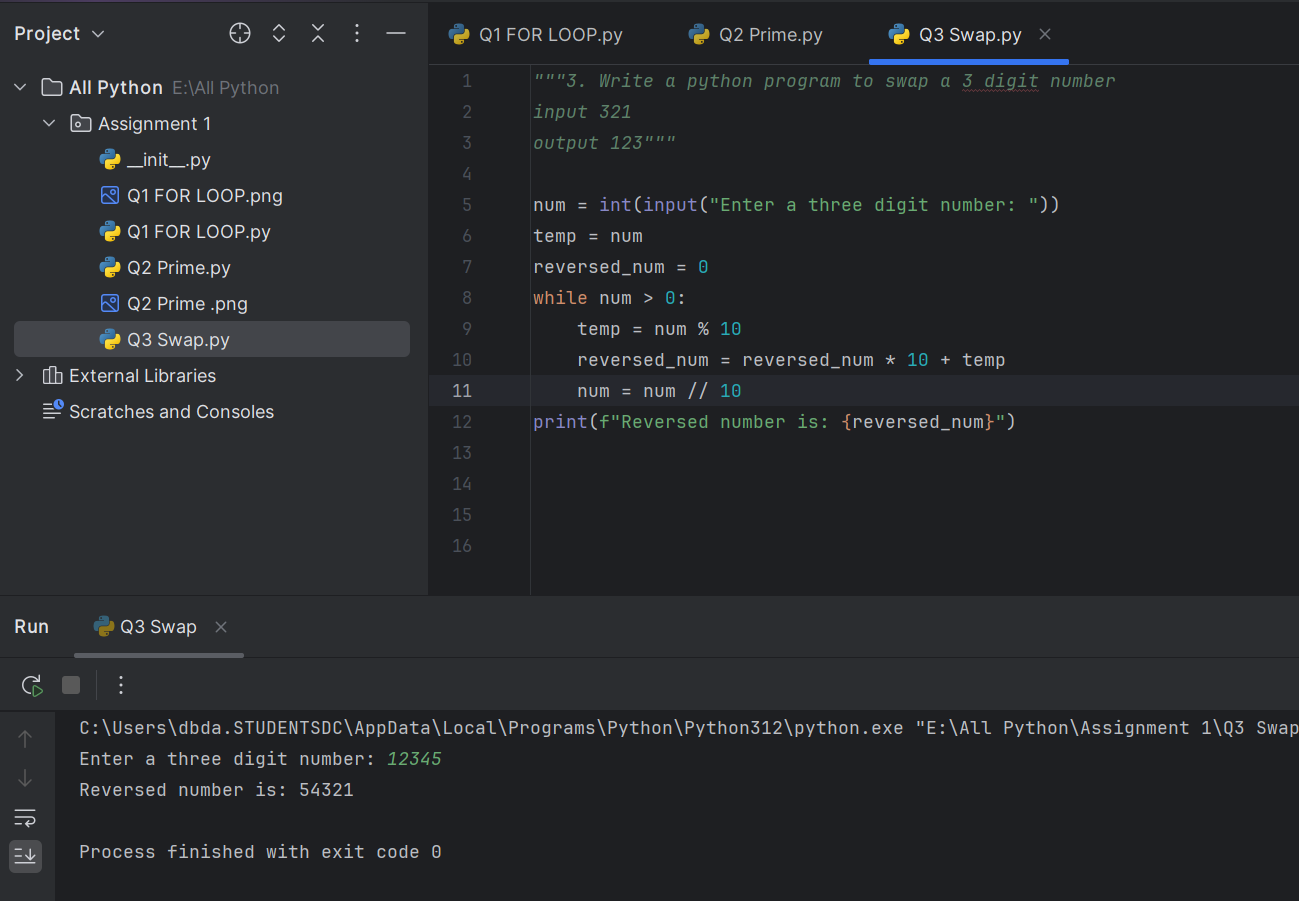 Project
All Python E:\All Python
Assignment 1
__init__.py
Q1 FOR LOOP.png
Q1 FOR LOOP.py
Q2 Prime.py
Q2 Prime .png
Q3 Swap.py
External Libraries
Scratches and Consoles
Q1 FOR LOOP.py Q2 Prime.py Q3 Swap.py
1 """3. Write a python program to swap a 3 digit number
2 input 321
3 output 123"""
4
5 num = int(input("Enter a three digit number: "))
6 temp = num
7 reversed_num = 0
8 while num > 0:
9     temp = num % 10
10     reversed_num = reversed_num * 10 + temp
11     num = num // 10
12 print(f"Reversed number is: {reversed_num}")
13
14
15
16
Run Q3 Swap
C:\Users\dbda.STUDENTSDC\AppData\Local\Programs\Python\Python312\python.exe "E:\All Python\Assignment 1\Q3 Swap
Enter a three digit number: 12345
Reversed number is: 54321
Process finished with exit code 0